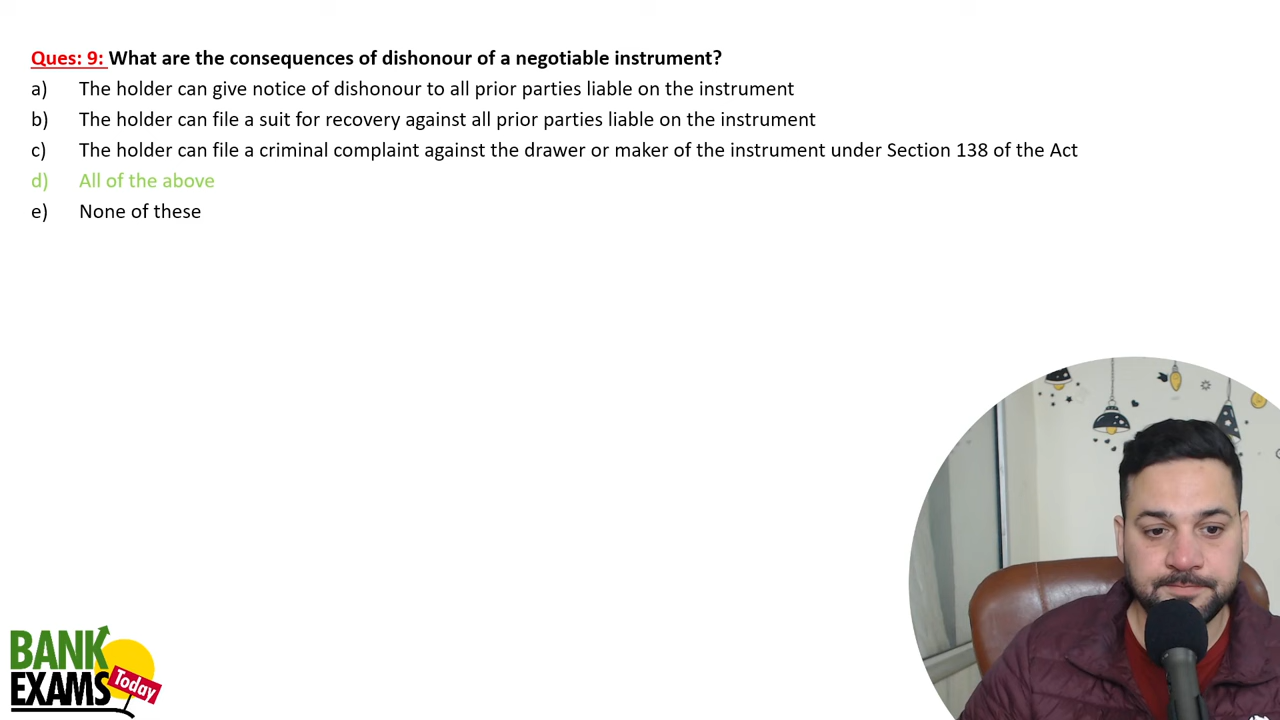 Ques: 9: What are the consequences of dishonour of a negotiable instrument?
a) The holder can give notice of dishonour to all prior parties liable on the instrument
b) The holder can file a suit for recovery against all prior parties liable on the instrument
c) The holder can file a criminal complaint against the drawer or maker of the instrument under Section 138 of the Act
d) All of the above
e) None of these
BANK
EXAMS
Today